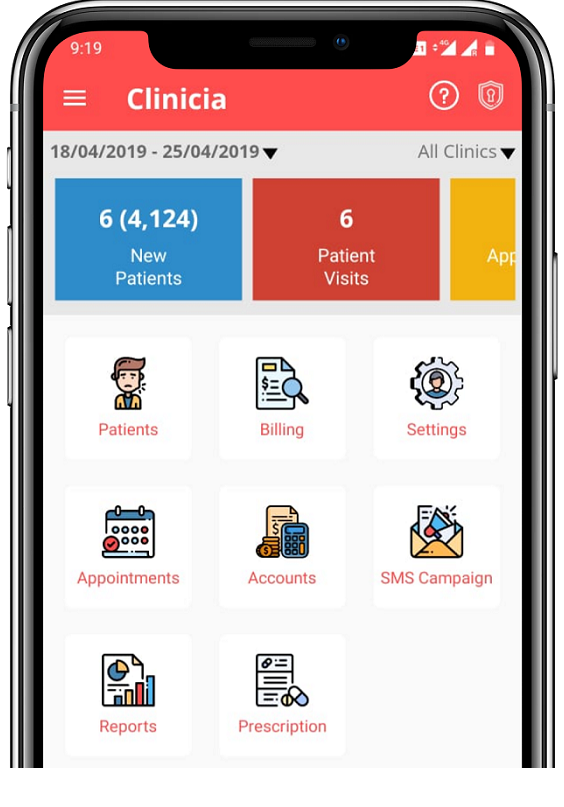 9:19
4G
Clinicia
?
18/04/2019 - 25/04/2019
All Clinics
6 (4,124)
New
Patients
6
Patient
Visits
App
Patients
Billing
Settings
Appointments
Accounts
SMS Campaign
Reports
Prescription